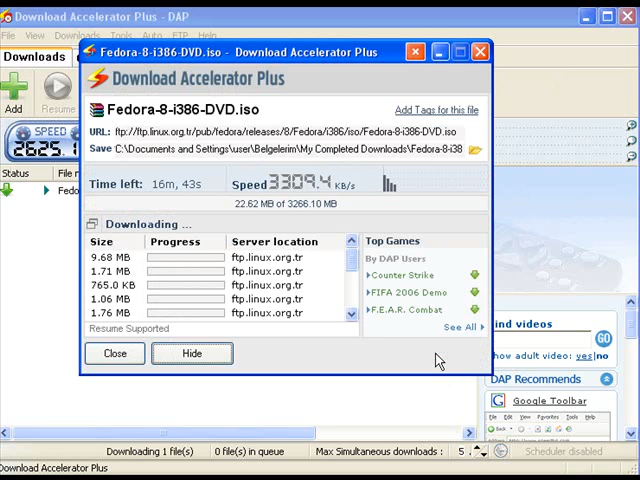 Download Accelerator Plus - DAP
File View Downloads Tools Auto ETP Help
Downloads
Fedora-8-i386-DVD.iso - Download Accelerator Plus
Download Accelerator Plus
Add
Resume
Fedora-8-i386-DVD.iso
Add Tags for this file
SPEED
2625.1
URL: ftp://ftp.linux.org.tr/pub/fedora/releases/8/Fedora/i386/iso/Fedora-8-i386-DVD.iso
Save C:\Documents and Settings\user\Belgelerim\My Completed Downloads\Fedora-8-i38
Status File
Fedo
Time left: 16m, 43s Speed 3309.4 KB/s
22.62 MB of 3266.10 MB
Downloading ...
Size Progress Server location
9.68 MB ftp.linux.org.tr
1.71 MB ftp.linux.org.tr
765.0 KB ftp.linux.org.tr
1.06 MB ftp.linux.org.tr
1.76 MB ftp.linux.org.tr
Resume Supported
Top Games
By DAP Users
Counter Strike
FIFA 2006 Demo
F.E.A.R. Combat
See All
Close Hide
ind videos
GO
how adult video: yes|no
DAP Recommends
Google Toolbar
Downloading 1 file(s) 0 file(s) in queue Max Simultaneous downloads: 5 Scheduler disabled
Download Accelerator Plus